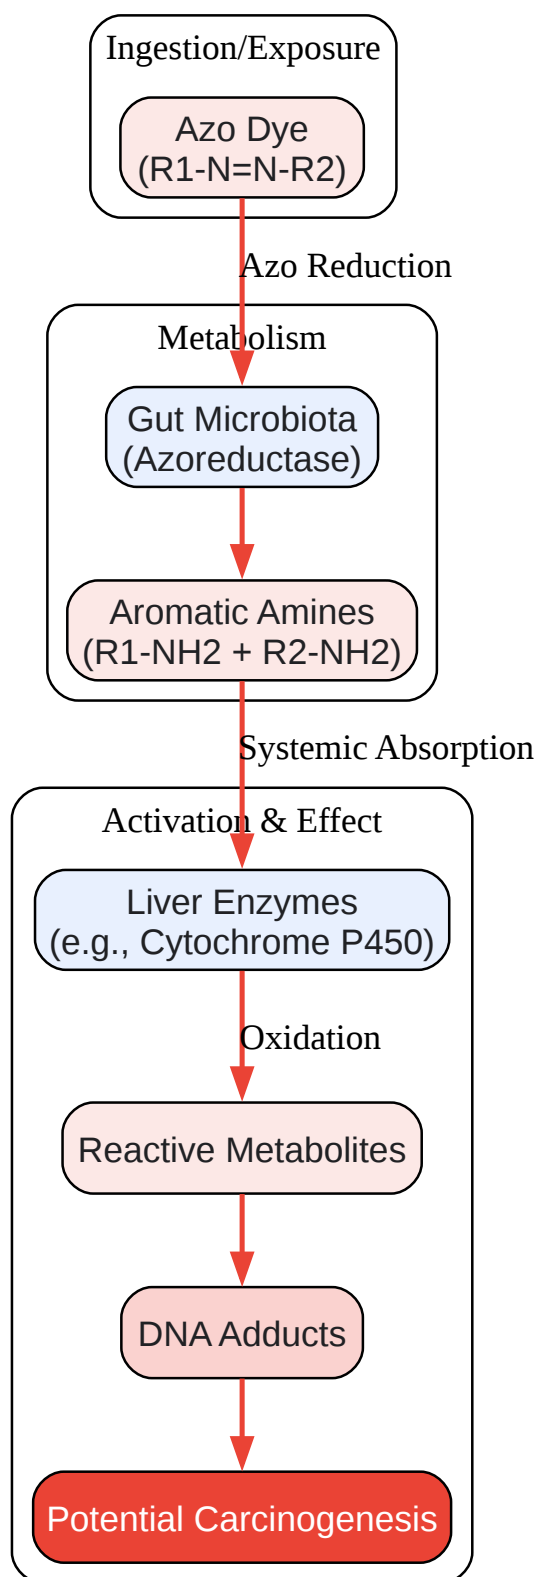 Ingestion/Exposure
Azo Dye
(R1-N=N-R2)
Azo Reduction
Metabolism
Gut Microbiota
(Azoreductase)
Aromatic Amines
(R1-NH2 + R2-NH2)
Systemic Absorption
Activation & Effect
Liver Enzymes
(e.g., Cytochrome P450)
Oxidation
Reactive Metabolites
DNA Adducts
Potential Carcinogenesis